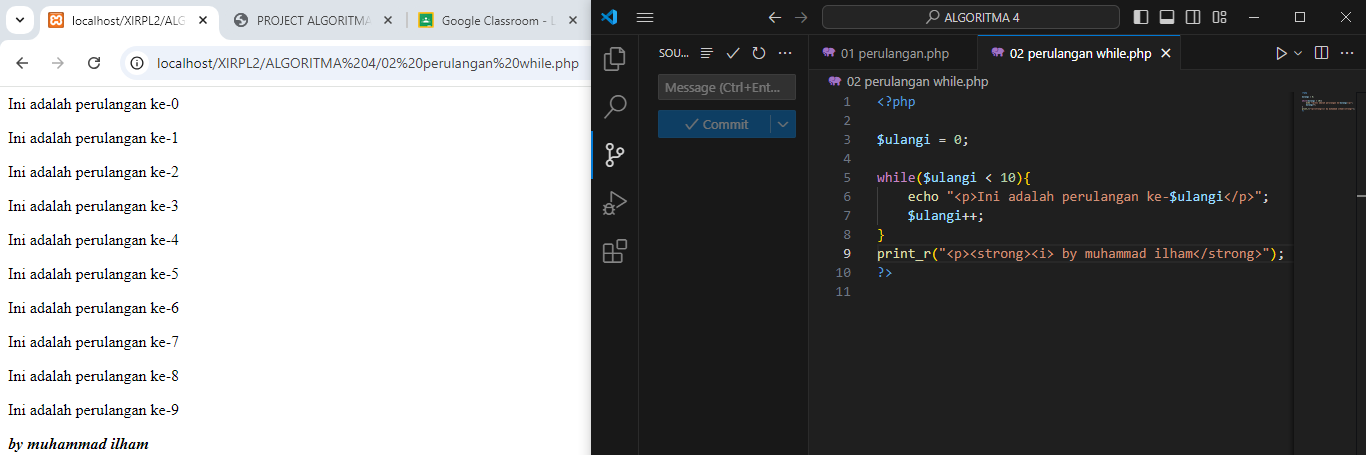 localhost/XIRPL2/ALG
PROJECT ALGORITMA
Google Classroom - L
localhost/XIRPL2/ALGORITMA%204/02%20perulangan%20while.php
Ini adalah perulangan ke-0
Ini adalah perulangan ke-1
Ini adalah perulangan ke-2
Ini adalah perulangan ke-3
Ini adalah perulangan ke-4
Ini adalah perulangan ke-5
Ini adalah perulangan ke-6
Ini adalah perulangan ke-7
Ini adalah perulangan ke-8
Ini adalah perulangan ke-9
by muhammad ilham
ALGORITMA 4
SOU...
Message (Ctrl+Ent...
Commit
01 perulangan.php
02 perulangan while.php
02 perulangan while.php
1 <?php
2
3 $ulangi = 0;
4
5 while($ulangi < 10){
6 echo "<p>Ini adalah perulangan ke-$ulangi</p>";
7 $ulangi++;
8 }
9 print_r("<p><strong><i> by muhammad ilham</strong>");
10 ?>
11